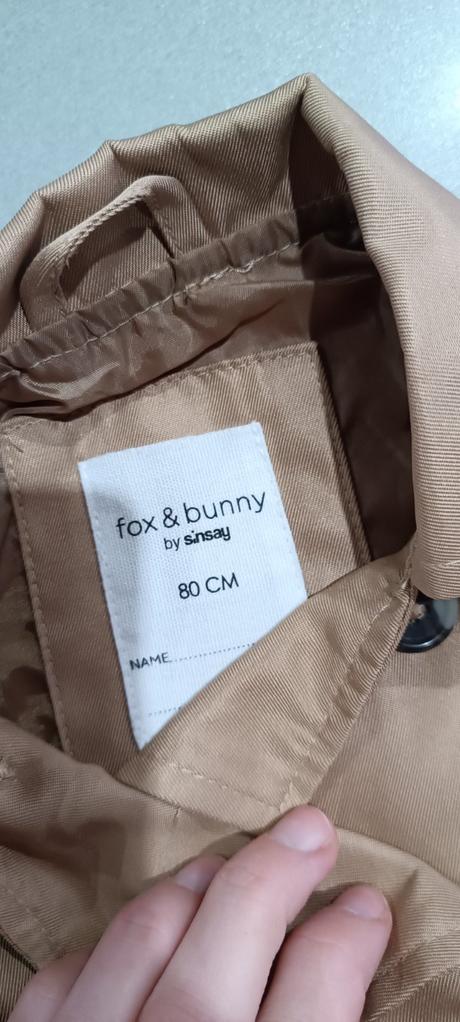 fox & bunny
by sinsay
80 CM
NAME....................